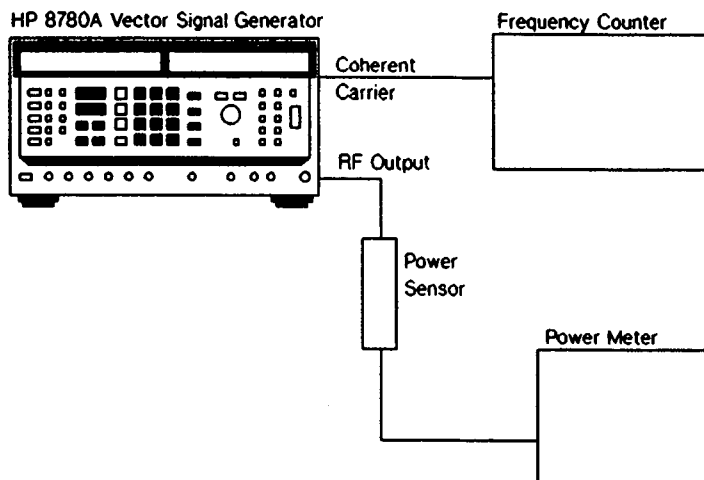 HP 8780A Vector Signal Generator
Frequency Counter
Coherent
Carrier
RF Output
Power
Sensor
Power Meter